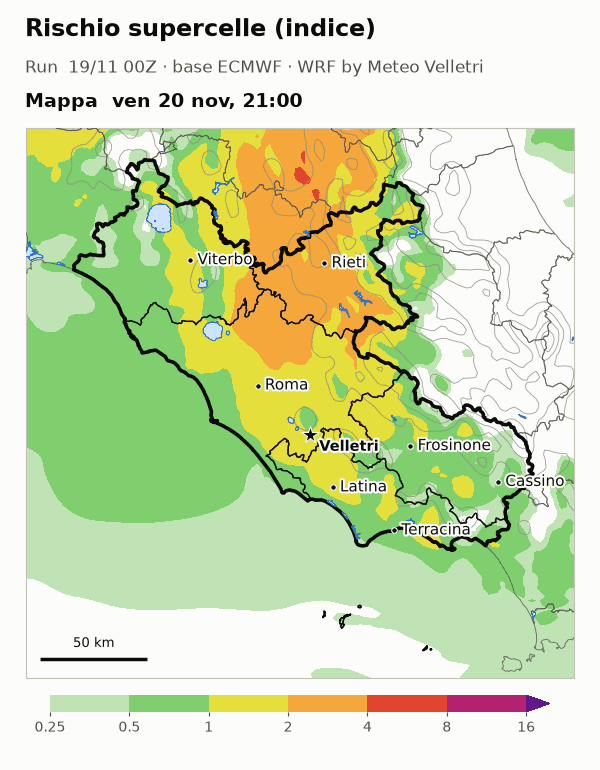 Rischio supercelle (indice)
Run 19/11 00Z · base ECMWF · WRF by Meteo Velletri
Mappa ven 20 nov, 21:00
Viterbo
Rieti
Roma
Velletri
Frosinone
Cassino
Latina
Terracina
50 km
0.25 0.5 1 2 4 8 16